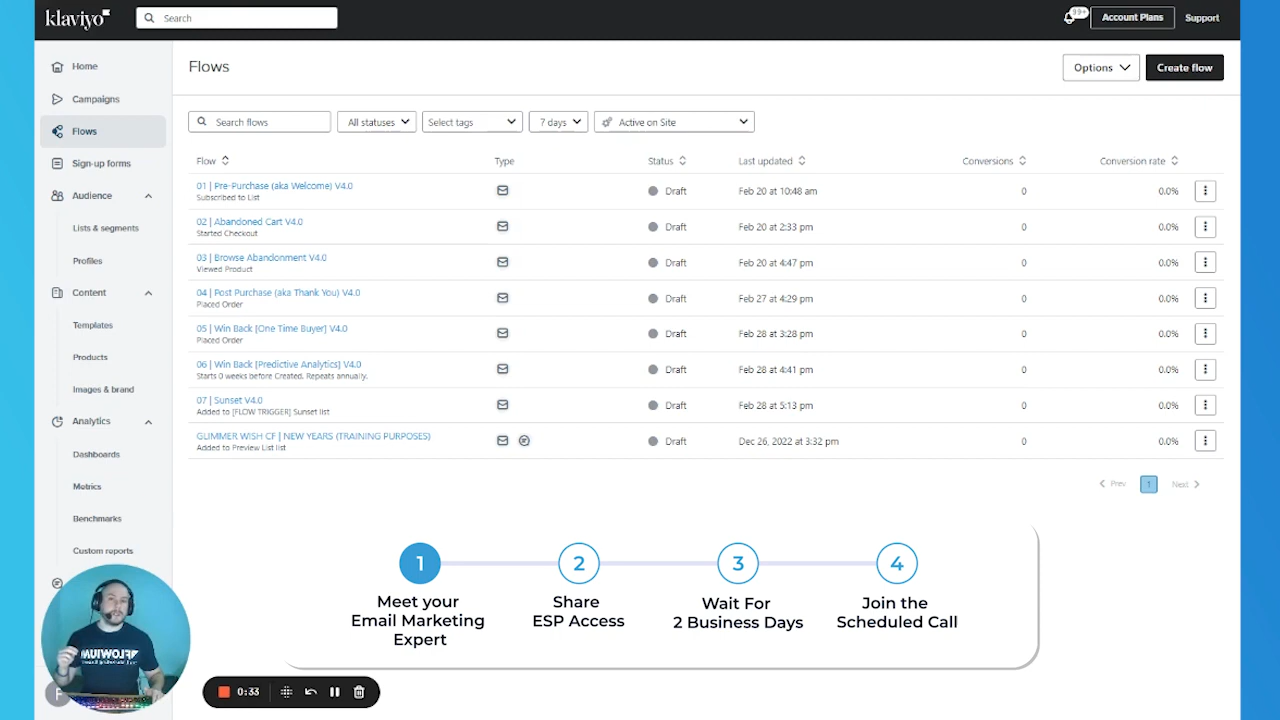 klaviyo
Search
99+
Account Plans
Support
Home
Campaigns
Flows
Sign-up forms
Audience
Lists & segments
Profiles
Content
Templates
Products
Images & brand
Analytics
Dashboards
Metrics
Benchmarks
Custom reports
Flows
Options
Create flow
Search flows
All statuses
Select tags
7 days
Active on Site
Flow Type Status Last updated Conversions Conversion rate
01 | Pre-Purchase (aka Welcome) V4.0 Draft Feb 20 at 10:48 am 0 0.0%
Subscribed to List
02 | Abandoned Cart V4.0 Draft Feb 20 at 2:33 pm 0 0.0%
Started Checkout
03 | Browse Abandonment V4.0 Draft Feb 20 at 4:47 pm 0 0.0%
Viewed Product
04 | Post Purchase (aka Thank You) V4.0 Draft Feb 27 at 4:29 pm 0 0.0%
Placed Order
05 | Win Back [One Time Buyer] V4.0 Draft Feb 28 at 3:28 pm 0 0.0%
Placed Order
06 | Win Back [Predictive Analytics] V4.0 Draft Feb 28 at 4:41 pm 0 0.0%
Starts 0 weeks before Created. Repeats annually.
07 | Sunset V4.0 Draft Feb 28 at 5:13 pm 0 0.0%
Added to [FLOW TRIGGER] Sunset list
GLIMMER WISH CF | NEW YEARS (TRAINING PURPOSES) Draft Dec 26, 2022 at 3:32 pm 0 0.0%
Added to Preview List list
Prev 1 Next
1
Meet your
Email Marketing
Expert
2
Share
ESP Access
3
Wait For
2 Business Days
4
Join the
Scheduled Call
FLOWIUM
F
0:33